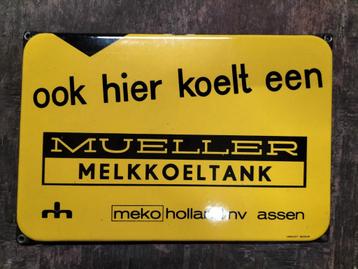 ook hier koelt een
MUELLER
MELKKOELTANK
meko holland nv assen